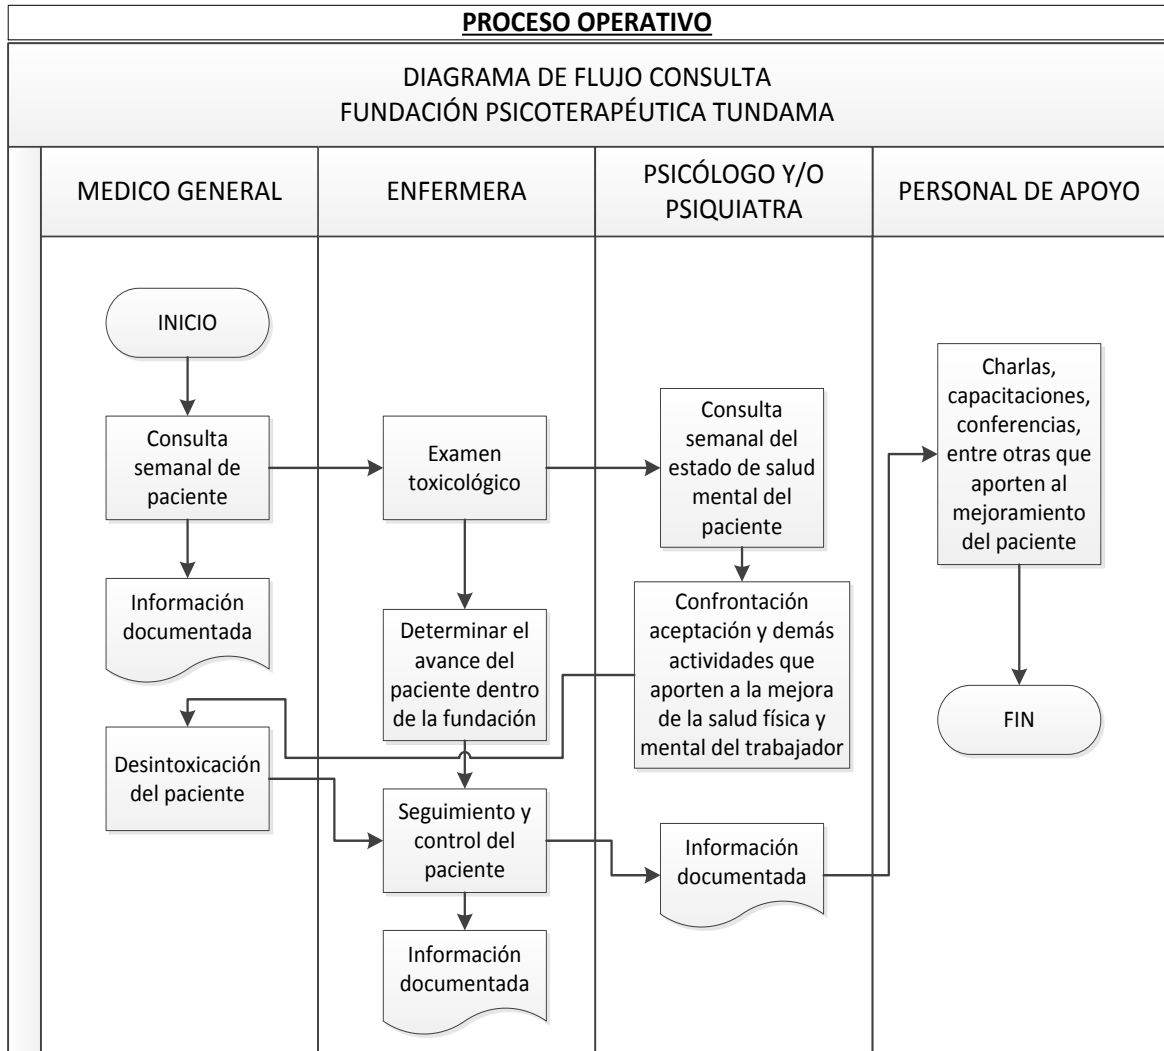 PROCESO OPERATIVO
DIAGRAMA DE FLUJO CONSULTA
FUNDACIÓN PSICOTERAPÉUTICA TUNDAMA
MEDICO GENERAL
ENFERMERA
PSICÓLOGO Y/O
PSIQUIATRA
PERSONAL DE APOYO
INICIO
Consulta
semanal de
paciente
Información
documentada
Desintoxicación
del paciente
Examen
toxicológico
Determinar el
avance del
paciente dentro
de la fundación
Seguimiento y
control del
paciente
Información
documentada
Consulta
semanal del
estado de salud
mental del
paciente
Confrontación
aceptación y demás
actividades que
aporten a la mejora
de la salud física y
mental del trabajador
Información
documentada
Charlas,
capacitaciones,
conferencias,
entre otras que
aporten al
mejoramiento
del paciente
FIN